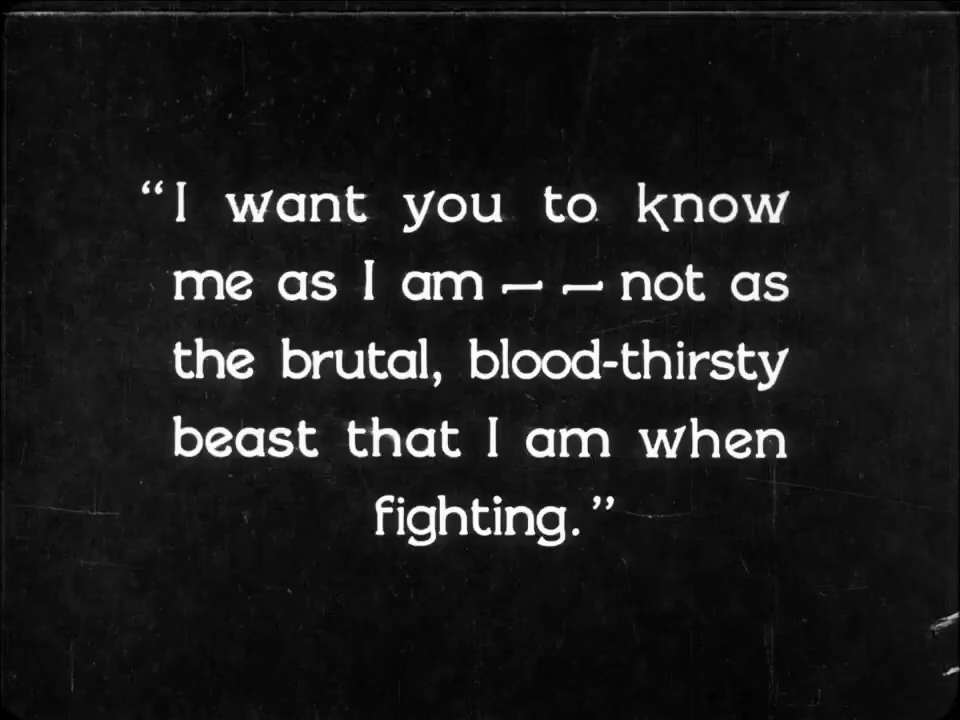 “I want you to know
me as I am — — not as
the brutal, blood-thirsty
beast that I am when
fighting.”